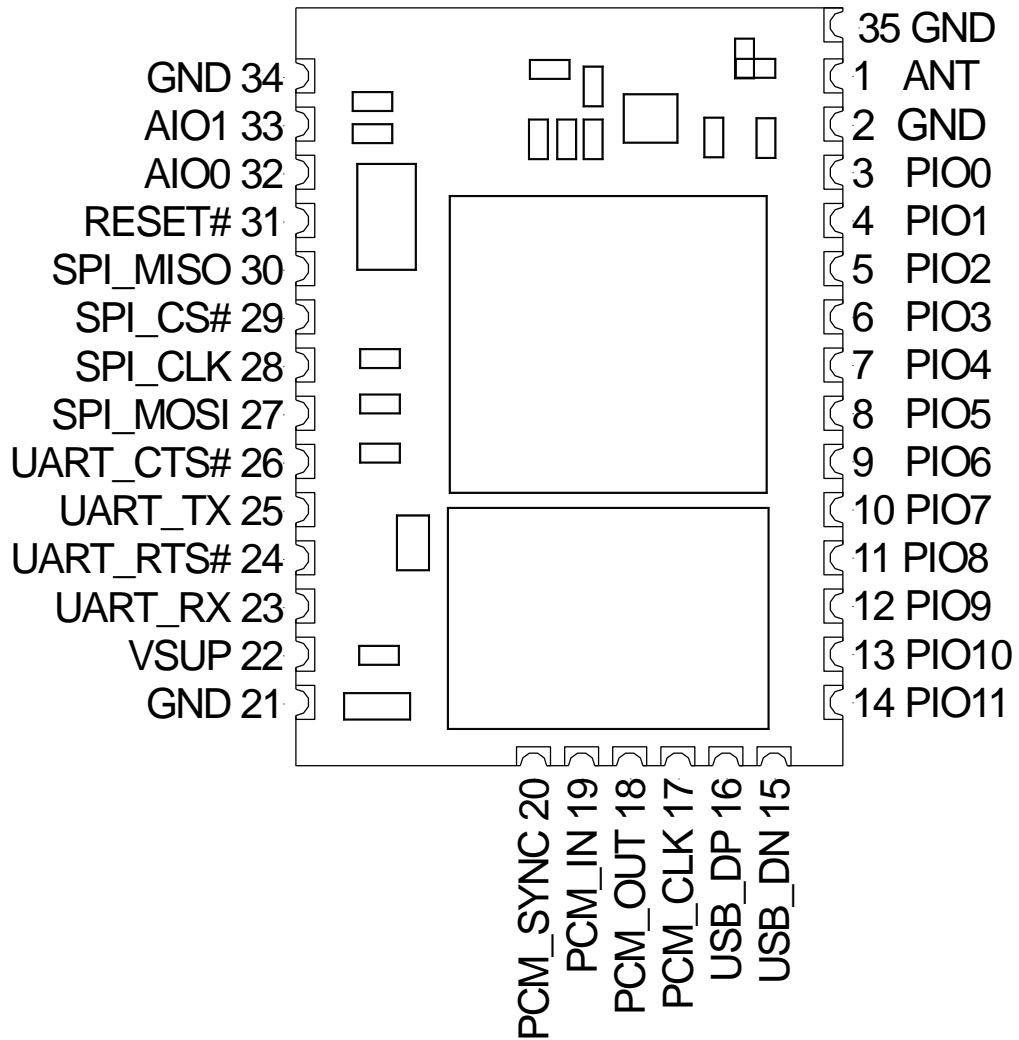 35 GND
GND 34
1 ANT
AIO1 33
2 GND
AIO0 32
3 PIO0
RESET# 31
4 PIO1
SPI_MISO 30
5 PIO2
SPI_CS# 29
6 PIO3
SPI_CLK 28
7 PIO4
SPI_MOSI 27
8 PIO5
UART_CTS# 26
9 PIO6
UART_TX 25
10 PIO7
UART_RTS# 24
11 PIO8
UART_RX 23
12 PIO9
VSUP 22
13 PIO10
GND 21
14 PIO11
PCM_SYNC 20
PCM_IN 19
PCM_OUT 18
PCM_CLK 17
USB_DP 16
USB_DN 15